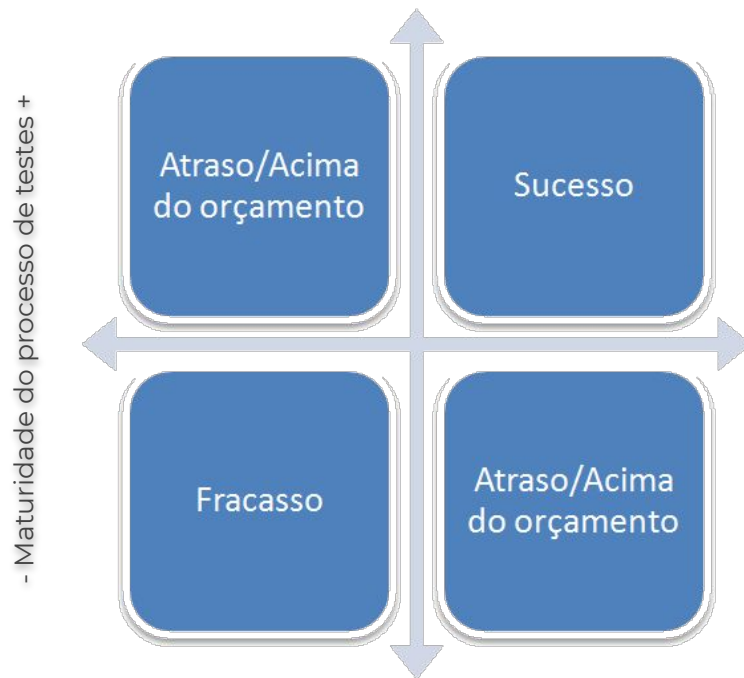 - Maturidade do processo de testes +
Atraso/Acima
do orçamento
Sucesso
Fracasso
Atraso/Acima
do orçamento